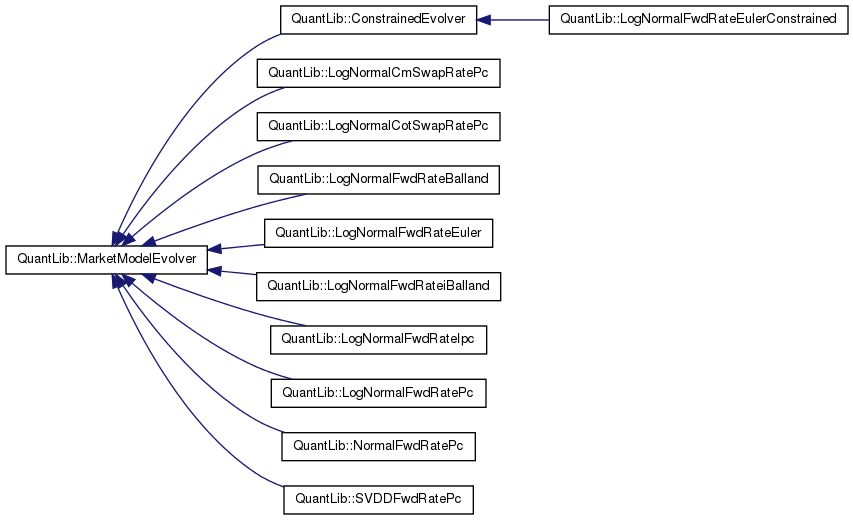 QuantLib::ConstrainedEvolver
QuantLib::LogNormalFwdRateEulerConstrained
QuantLib::LogNormalCmSwapRatePc
QuantLib::LogNormalCotSwapRatePc
QuantLib::LogNormalFwdRateBalland
QuantLib::LogNormalFwdRateEuler
QuantLib::MarketModelEvolver
QuantLib::LogNormalFwdRateiBalland
QuantLib::LogNormalFwdRateIpc
QuantLib::LogNormalFwdRatePc
QuantLib::NormalFwdRatePc
QuantLib::SVDDFwdRatePc